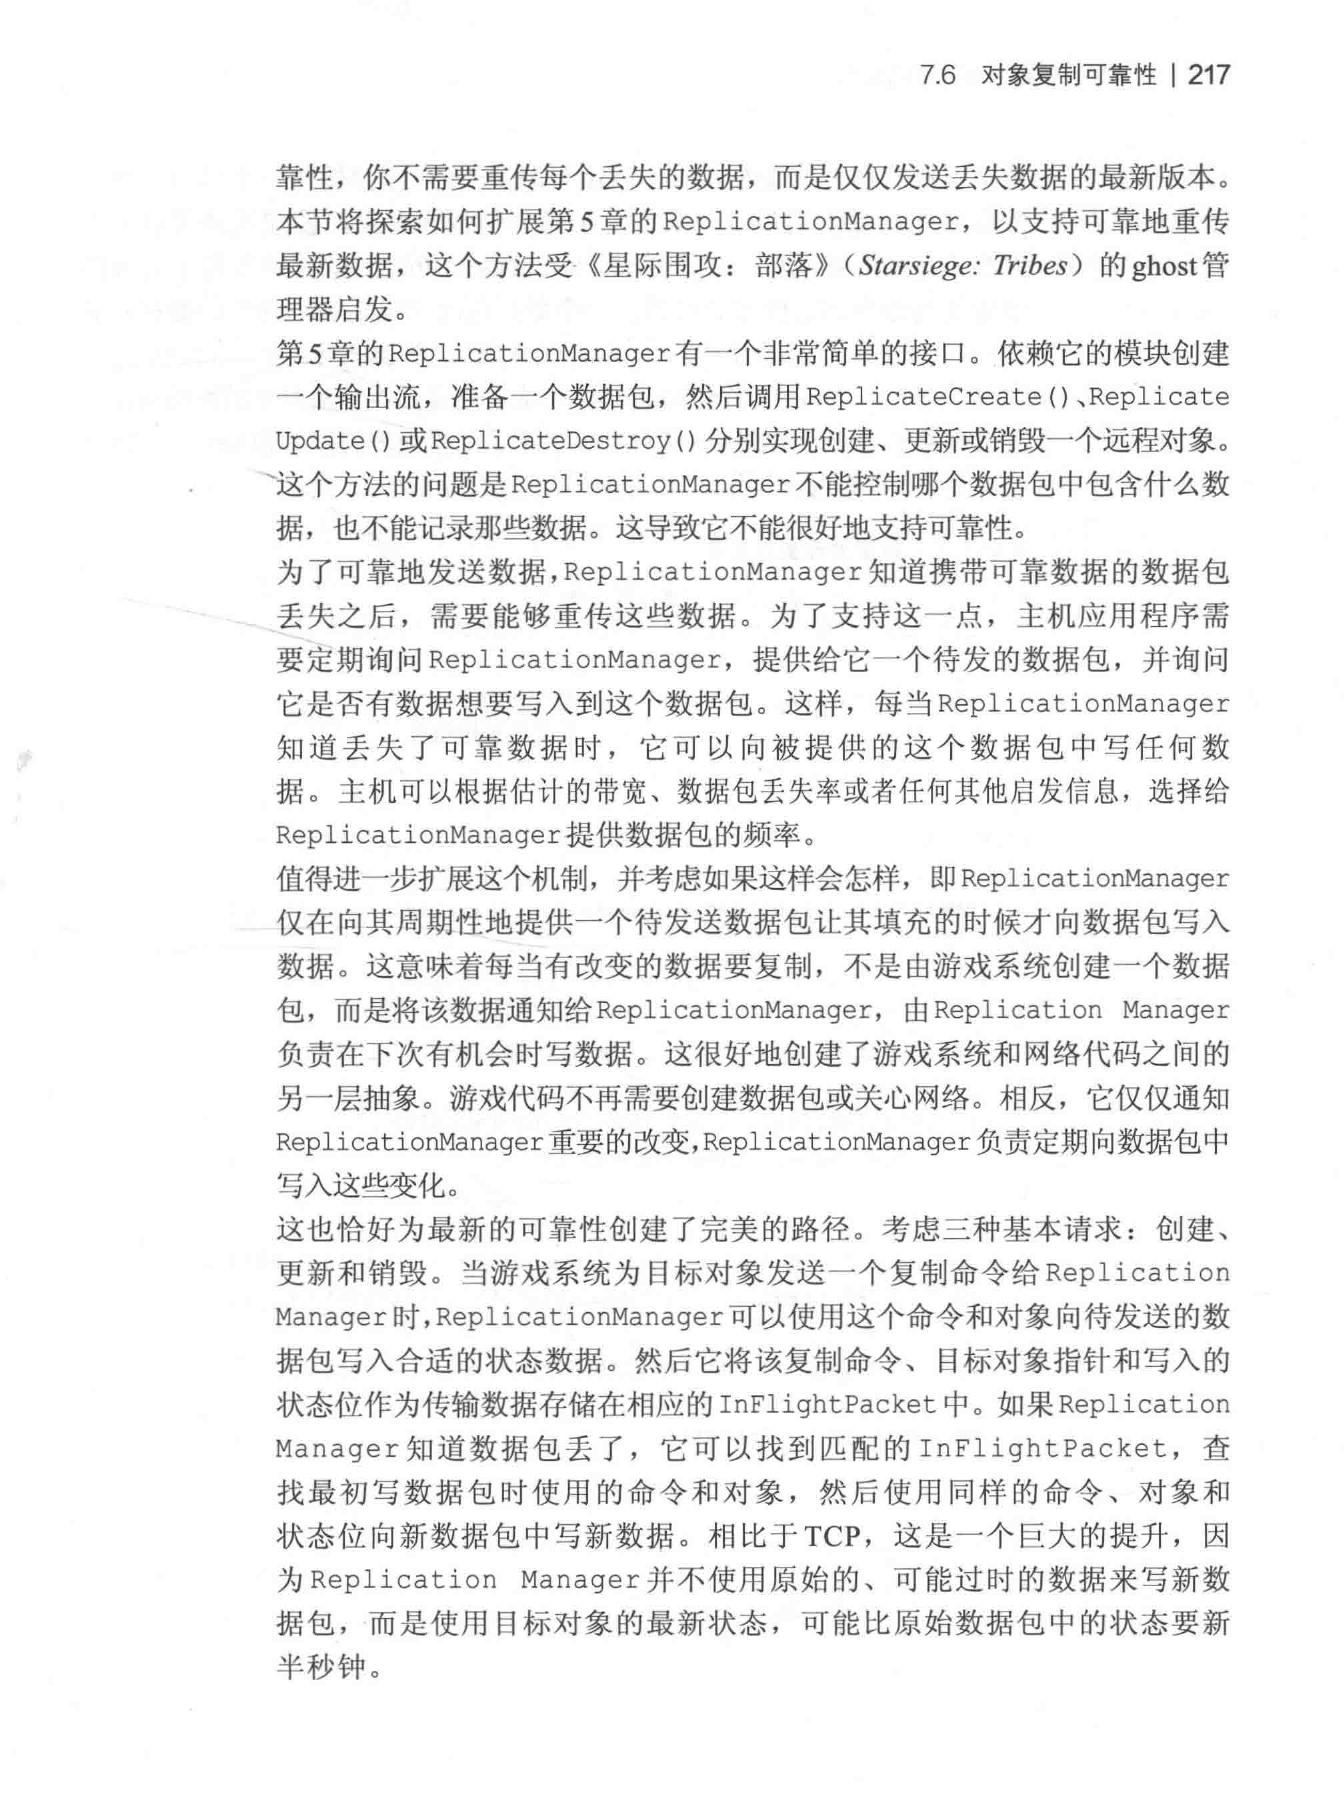 7.6 对象复制可靠性 | 217
靠性，你不需要重传每个丢失的数据，而是仅仅发送丢失数据的最新版本。
本节将探索如何扩展第5章的ReplicationManager，以支持可靠地重传
最新数据，这个方法受《星际围攻：部落》（Starsiege: Tribes）的ghost管
理器启发。
第5章的ReplicationManager有一个非常简单的接口。依赖它的模块创建
一个输出流，准备一个数据包，然后调用ReplicateCreate()、Replicate
Update()或ReplicateDestroy()分别实现创建、更新或销毁一个远程对象。
这个方法的问题是ReplicationManager不能控制哪个数据包中包含什么数
据，也不能记录那些数据。这导致它不能很好地支持可靠性。
为了可靠地发送数据，ReplicationManager知道携带可靠数据的数据包
丢失之后，需要能够重传这些数据。为了支持这一点，主机应用程序需
要定期询问ReplicationManager，提供给它一个待发的数据包，并询问
它是否有数据想要写入到这个数据包。这样，每当ReplicationManager
知道丢失了可靠数据时，它可以向被提供的这个数据包中写任何数
据。主机可以根据估计的带宽、数据包丢失率或者任何其他启发信息，选择给
ReplicationManager提供数据包的频率。
值得进一步扩展这个机制，并考虑如果这样会怎样，即ReplicationManager
仅在向其周期性地提供一个待发送数据包让其填充的时候才向数据包写入
数据。这意味着每当有改变的数据要复制，不是由游戏系统创建一个数据
包，而是将该数据通知给ReplicationManager，由Replication Manager
负责在下次有机会时写数据。这很好地创建了游戏系统和网络代码之间的
另一层抽象。游戏代码不再需要创建数据包或关心网络。相反，它仅仅通知
ReplicationManager重要的改变，ReplicationManager负责定期向数据包中
写入这些变化。
这也恰好为最新的可靠性创建了完美的路径。考虑三种基本请求：创建、
更新和销毁。当游戏系统为目标对象发送一个复制命令给Replication
Manager时，ReplicationManager可以使用这个命令和对象向待发送的数
据包写入合适的状态数据。然后它将该复制命令、目标对象指针和写入的
状态位作为传输数据存储在相应的InFlightPacket中。如果Replication
Manager知道数据包丢了，它可以找到匹配的InFlightPacket，查
找最初写数据包时使用的命令和对象，然后使用同样的命令、对象和
状态位向新数据包中写新数据。相比于TCP，这是一个巨大的提升，因
为Replication Manager并不使用原始的、可能过时的数据来写新数
据包，而是使用目标对象的最新状态，可能比原始数据包中的状态要新
半秒钟。